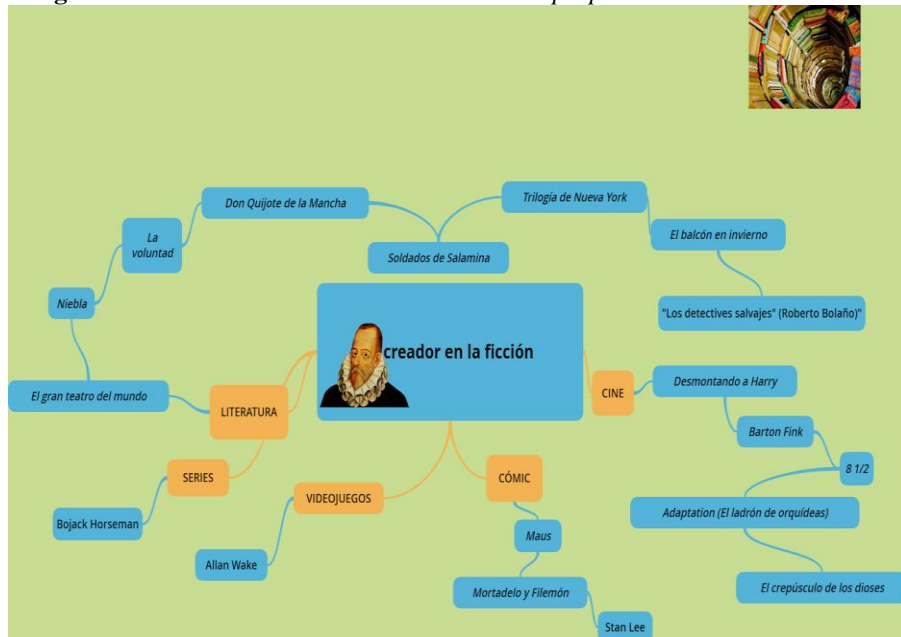 Don Quijote de la Mancha
Trilogía de Nueva York
La
voluntad
El balcón en invierno
Soldados de Salamina
Niebla
"Los detectives salvajes" (Roberto Bolaño)"
creador en la ficción
El gran teatro del mundo
LITERATURA
CINE
Desmontando a Harry
Barton Fink
SERIES
CÓMIC
8 1/2
VIDEOJUEGOS
Bojack Horseman
Adaptation (El ladrón de orquídeas)
Maus
Allan Wake
Mortadelo y Filemón
El crepúsculo de los dioses
Stan Lee